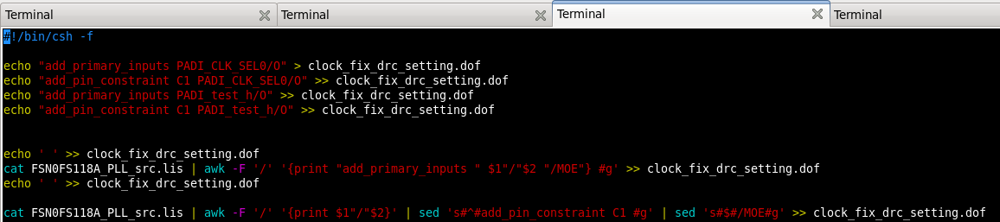 Terminal Terminal Terminal Terminal
#!/bin/csh -f
echo "add_primary_inputs PADI_CLK_SEL0/O" > clock_fix_drc_setting.dof
echo "add_pin_constraint C1 PADI_CLK_SEL0/O" >> clock_fix_drc_setting.dof
echo "add_primary_inputs PADI_test_h/O" >> clock_fix_drc_setting.dof
echo "add_pin_constraint C1 PADI_test_h/O" >> clock_fix_drc_setting.dof
echo ' ' >> clock_fix_drc_setting.dof
cat FSN0FS118A_PLL_src.lis | awk -F '/' '{print "add_primary_inputs " $1"/"$2 "/MOE"} #g' >> clock_fix_drc_setting.dof
echo ' ' >> clock_fix_drc_setting.dof
cat FSN0FS118A_PLL_src.lis | awk -F '/' '{print $1"/"$2}' | sed 's#^#add_pin_constraint C1 #g' | sed 's#$#/MOE#g' >> clock_fix_drc_setting.dof